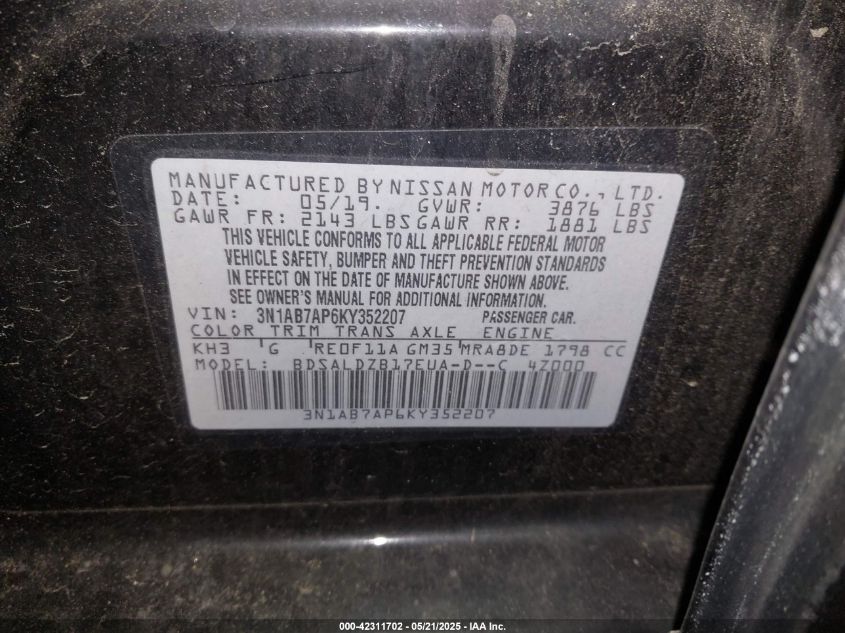 MANUFACTURED BY NISSAN MOTOR CO., LTD.
DATE: 05/19. GVWR: 3876 LBS
GAWR FR: 2143 LBS GAWR RR: 1881 LBS
THIS VEHICLE CONFORMS TO ALL APPLICABLE FEDERAL MOTOR
VEHICLE SAFETY, BUMPER AND THEFT PREVENTION STANDARDS
IN EFFECT ON THE DATE OF MANUFACTURE SHOWN ABOVE.
SEE OWNER'S MANUAL FOR ADDITIONAL INFORMATION.
VIN: 3N1AB7AP6KY352207 PASSENGER CAR.
COLOR TRIM TRANS AXLE ENGINE
KH3 G RE0F11A GM35 MRA8DE 1798 CC
MODEL: BDSALDZB17EUA-D--C 4Z000
3N1AB7AP6KY352207
000-42311702 - 05/21/2025 - IAA Inc.